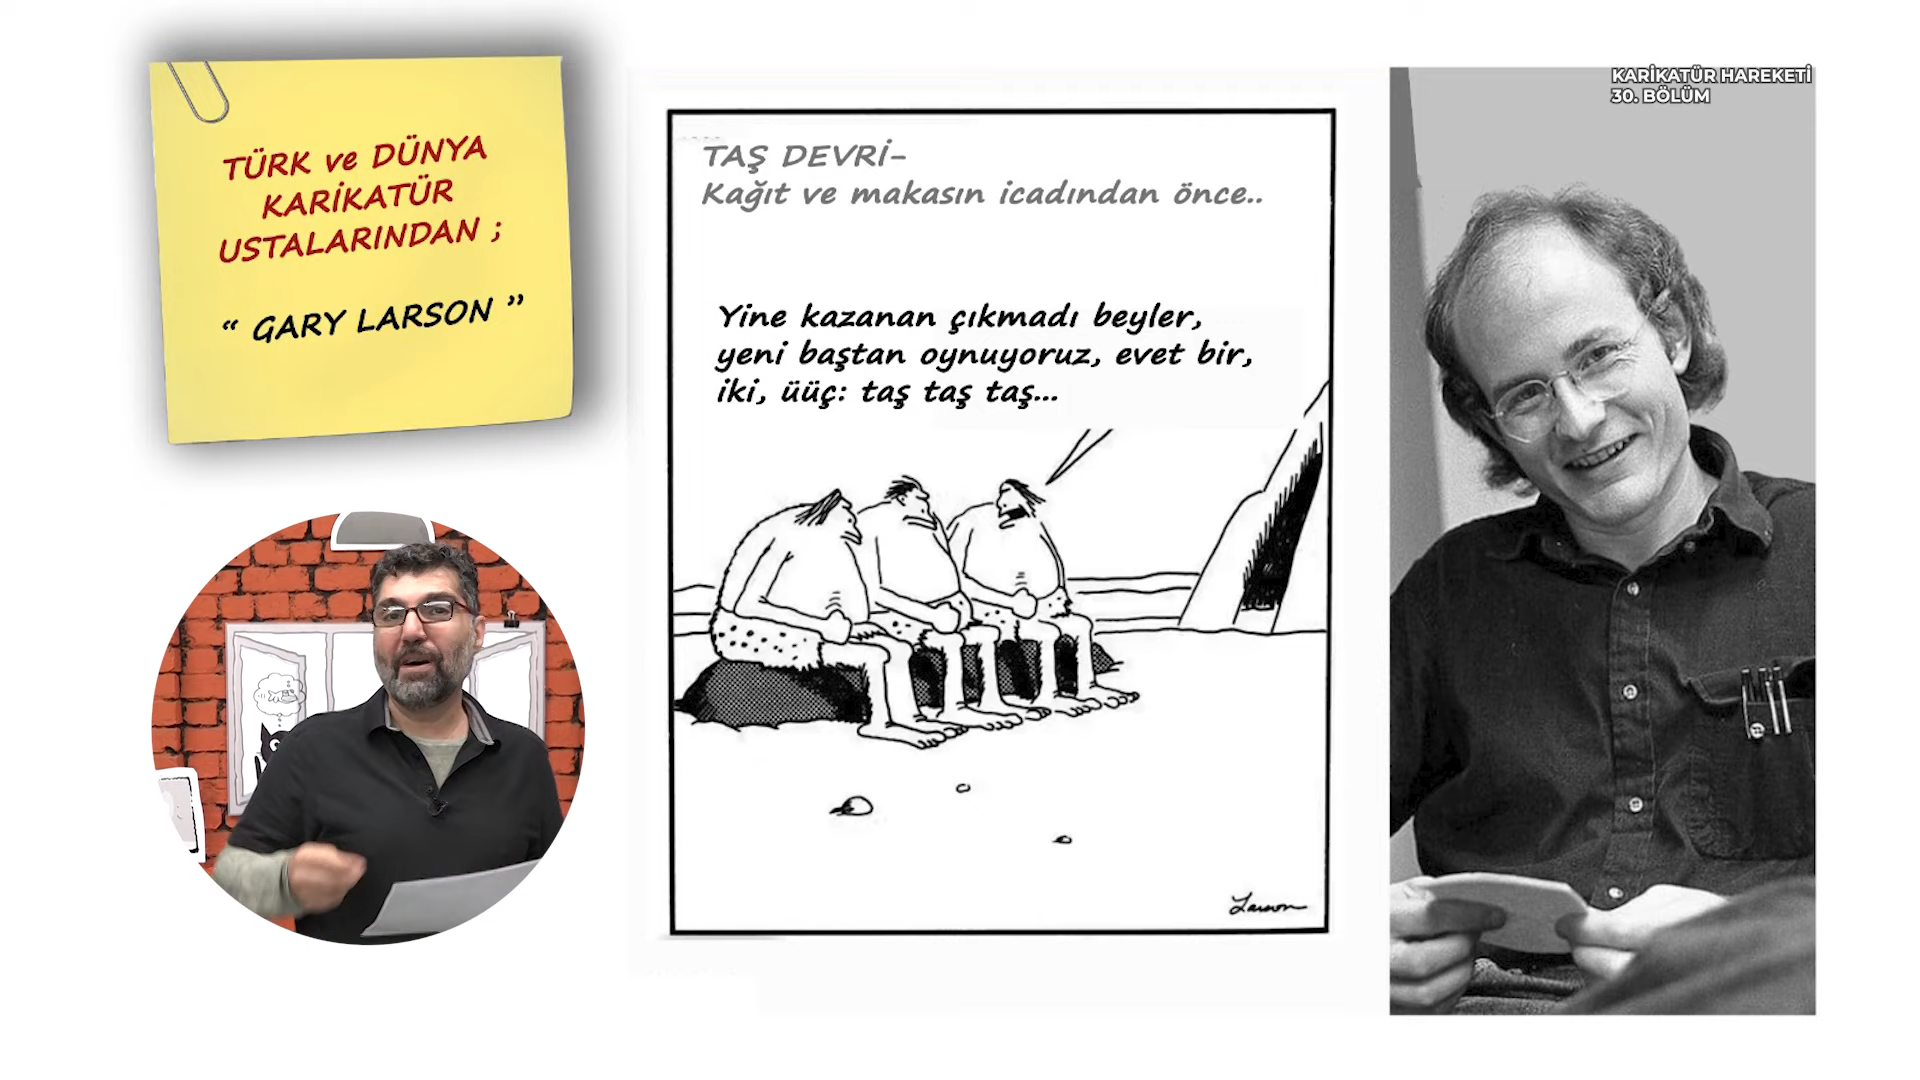 TÜRK ve DÜNYA
KARİKATÜR
USTALARINDAN ;
“ GARY LARSON ”
TAŞ DEVRİ-
Kağıt ve makasın icadından önce..
Yine kazanan çıkmadı beyler,
yeni baştan oynuyoruz, evet bir,
iki, üüç: taş taş taş...
Larson
KARİKATÜR HAREKETİ
30. BÖLÜM